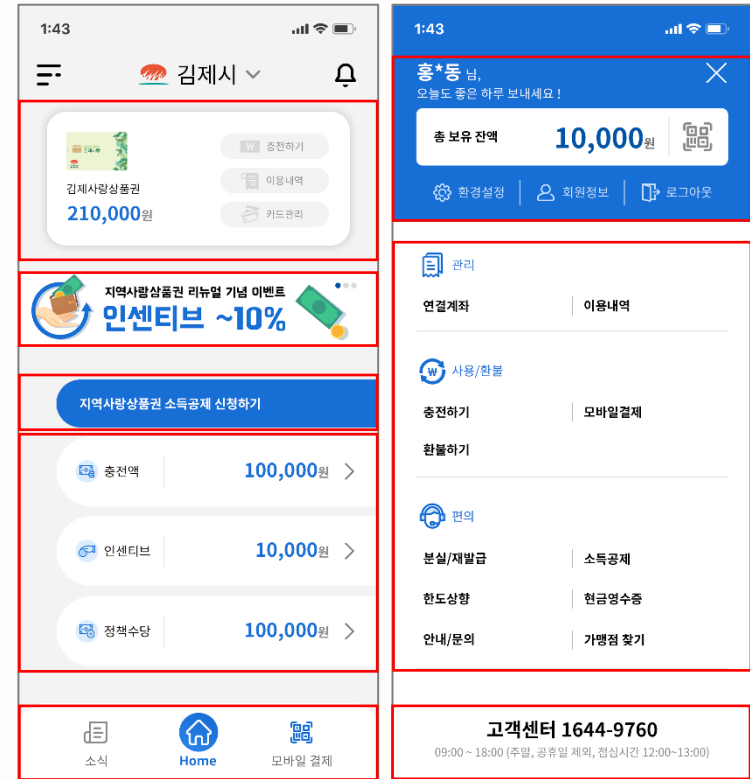 1:43
김제시
김제사랑상품권
210,000원
충전하기
이용내역
카드관리
지역사랑상품권 리뉴얼 기념 이벤트
인센티브 ~10%
지역사랑상품권 소득공제 신청하기
충전액 100,000원
인센티브 10,000원
정책수당 100,000원
소식 Home 모바일 결제
1:43
홍*동 님,
오늘도 좋은 하루 보내세요 !
총 보유 잔액 10,000원
환경설정 회원정보 로그아웃
관리
연결계좌 이용내역
사용/환불
충전하기 모바일결제
환불하기
편의
분실/재발급 소득공제
한도상향 현금영수증
안내/문의 가맹점 찾기
고객센터 1644-9760
09:00 ~ 18:00 (주말, 공휴일 제외, 점심시간 12:00~13:00)